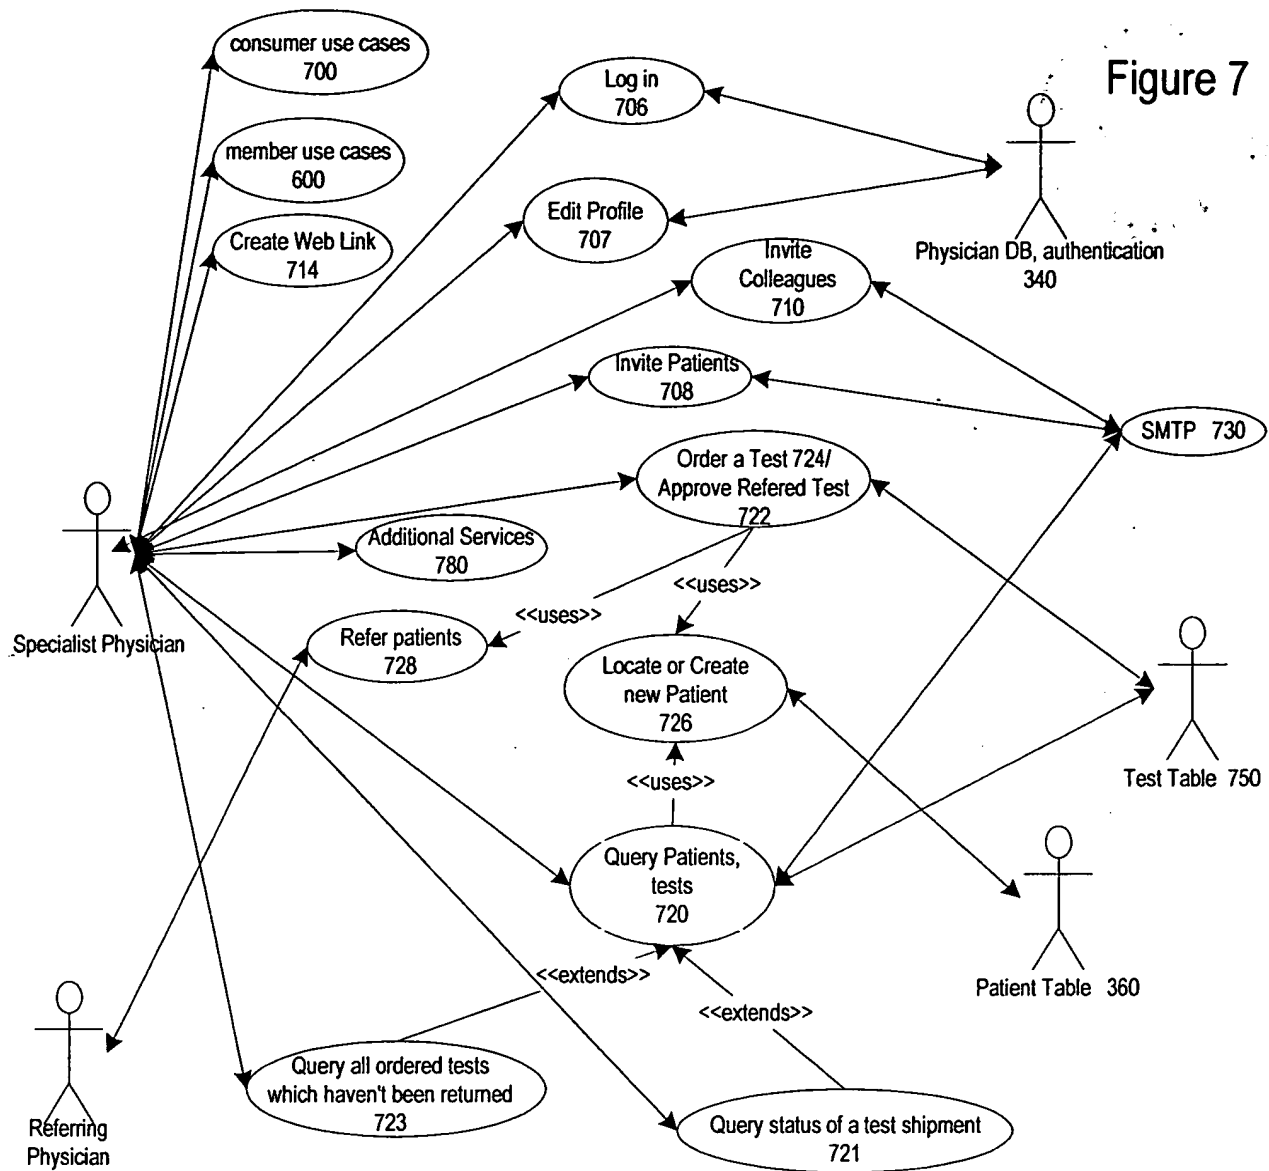 Figure 7
consumer use cases
700
member use cases
600
Create Web Link
714
Log in
706
Edit Profile
707
Physician DB, authentication
340
Invite
Colleagues
710
Invite Patients
708
SMTP 730
Order a Test 724/
Approve Refered Test
722
Additional Services
780
<<uses>>
<<uses>>
Specialist Physician
Refer patients
728
Locate or Create
new Patient
726
<<uses>>
Test Table 750
Query Patients,
tests
720
<<extends>>
Patient Table 360
<<extends>>
Query all ordered tests
which haven't been returned
723
Query status of a test shipment
721
Referring
Physician